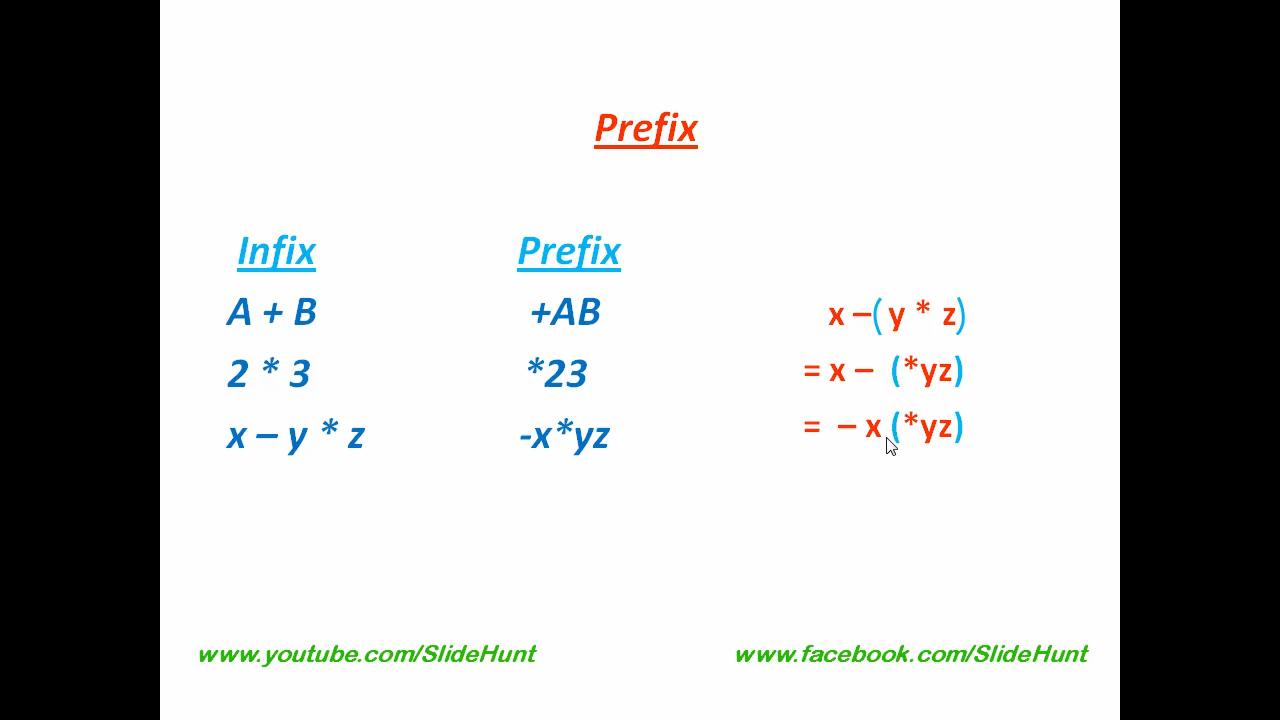 Prefix
Infix Prefix
A + B +AB x –( y * z)
2 * 3 *23 = x – (*yz)
x – y * z -x*yz = – x (*yz)
www.youtube.com/SlideHunt www.facebook.com/SlideHunt